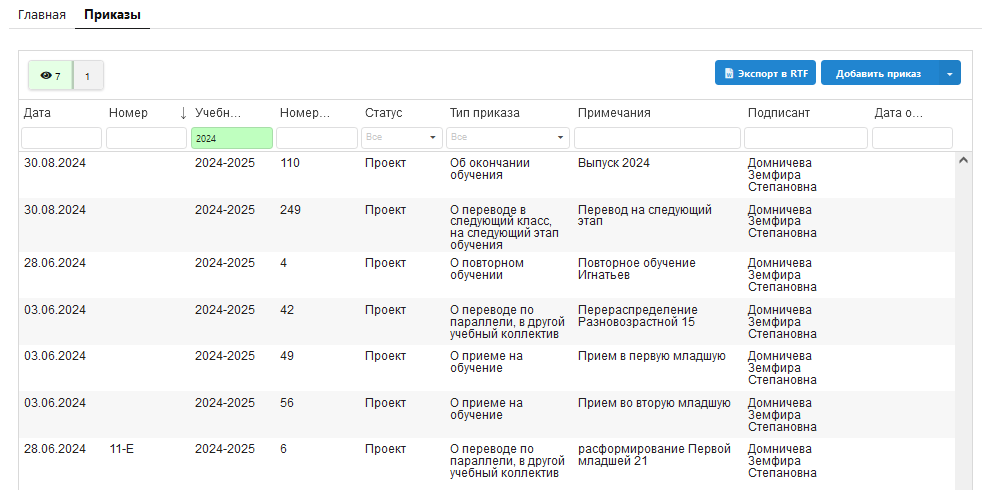 Главная Приказы
7 1 Экспорт в RTF Добавить приказ
Дата Номер ↓ Учебн... Номер... Статус Тип приказа Примечания Подписант Дата о...
2024 Все Все
30.08.2024 2024-2025 110 Проект Об окончании Выпуск 2024 Домничева
обучения Земфира
Степановна
30.08.2024 2024-2025 249 Проект О переводе в Перевод на следующий Домничева
следующий класс, этап Земфира
на следующий этап Степановна
обучения
28.06.2024 2024-2025 4 Проект О повторном Повторное обучение Домничева
обучении Игнатьев Земфира
Степановна
03.06.2024 2024-2025 42 Проект О переводе по Перераспределение Домничева
параллели, в другой Разновозрастной 15 Земфира
учебный коллектив Степановна
03.06.2024 2024-2025 49 Проект О приеме на Прием в первую младшую Домничева
обучение Земфира
Степановна
03.06.2024 2024-2025 56 Проект О приеме на Прием во вторую младшую Домничева
обучение Земфира
Степановна
28.06.2024 11-Е 2024-2025 6 Проект О переводе по расформирование Первой Домничева
параллели, в другой младшей 21 Земфира
учебный коллектив Степановна